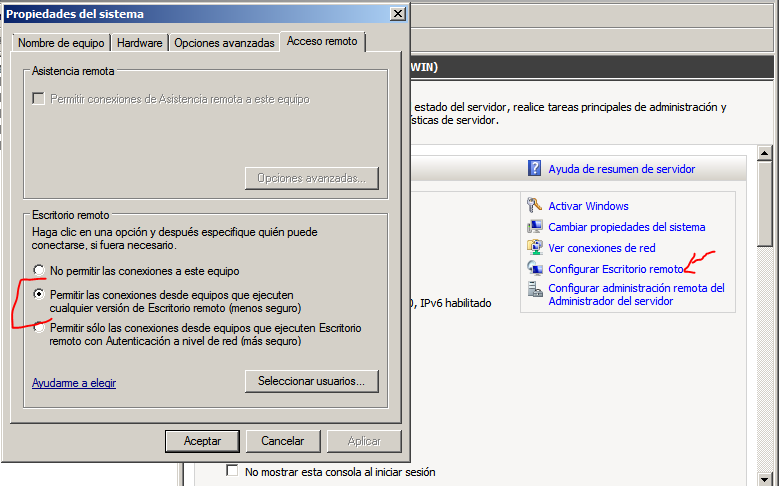 Propiedades del sistema
Nombre de equipo
Hardware
Opciones avanzadas
Acceso remoto
Asistencia remota
Permitir conexiones de Asistencia remota a este equipo
Opciones avanzadas...
Escritorio remoto
Haga clic en una opción y después especifique quién puede
conectarse, si fuera necesario.
No permitir las conexiones a este equipo
Permitir las conexiones desde equipos que ejecuten
cualquier versión de Escritorio remoto (menos seguro)
Permitir sólo las conexiones desde equipos que ejecuten Escritorio
remoto con Autenticación a nivel de red (más seguro)
Ayudarme a elegir
Seleccionar usuarios...
Aceptar
Cancelar
Aplicar
WIN)
estado del servidor, realice tareas principales de administración y
ísticas de servidor.
Ayuda de resumen de servidor
Activar Windows
Cambiar propiedades del sistema
Ver conexiones de red
Configurar Escritorio remoto
Configurar administración remota del
Administrador del servidor
0, IPv6 habilitado
No mostrar esta consola al iniciar sesión